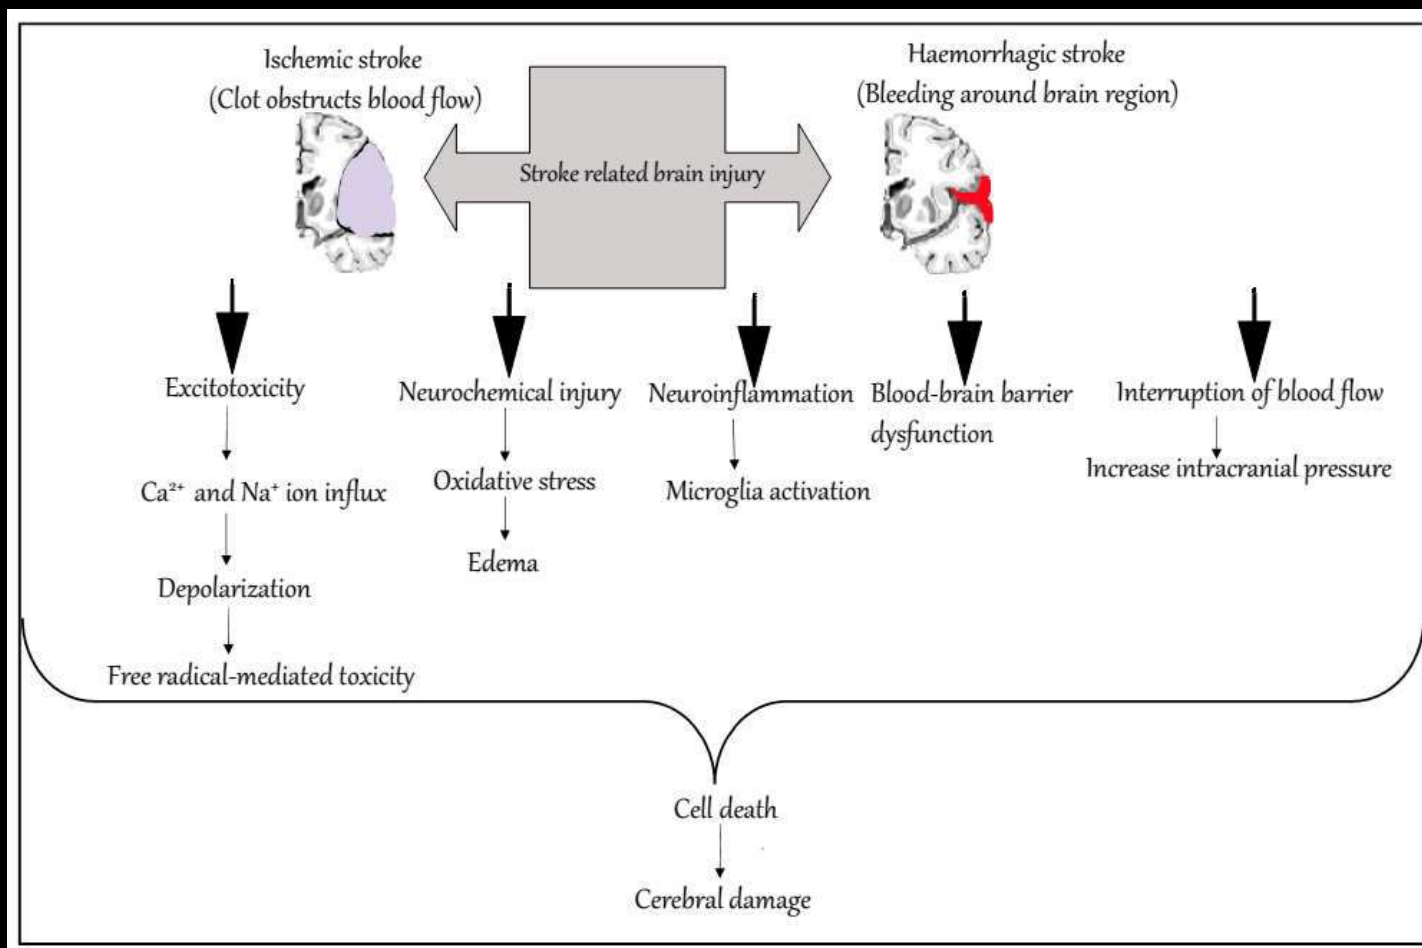 Ischemic stroke
(Clot obstructs blood flow)
Haemorrhagic stroke
(Bleeding around brain region)
Stroke related brain injury
Excitotoxicity
Ca²⁺ and Na⁺ ion influx
Depolarization
Free radical-mediated toxicity
Neurochemical injury
Oxidative stress
Edema
Neuroinflammation
Microglia activation
Blood-brain barrier
dysfunction
Interruption of blood flow
Increase intracranial pressure
Cell death
Cerebral damage